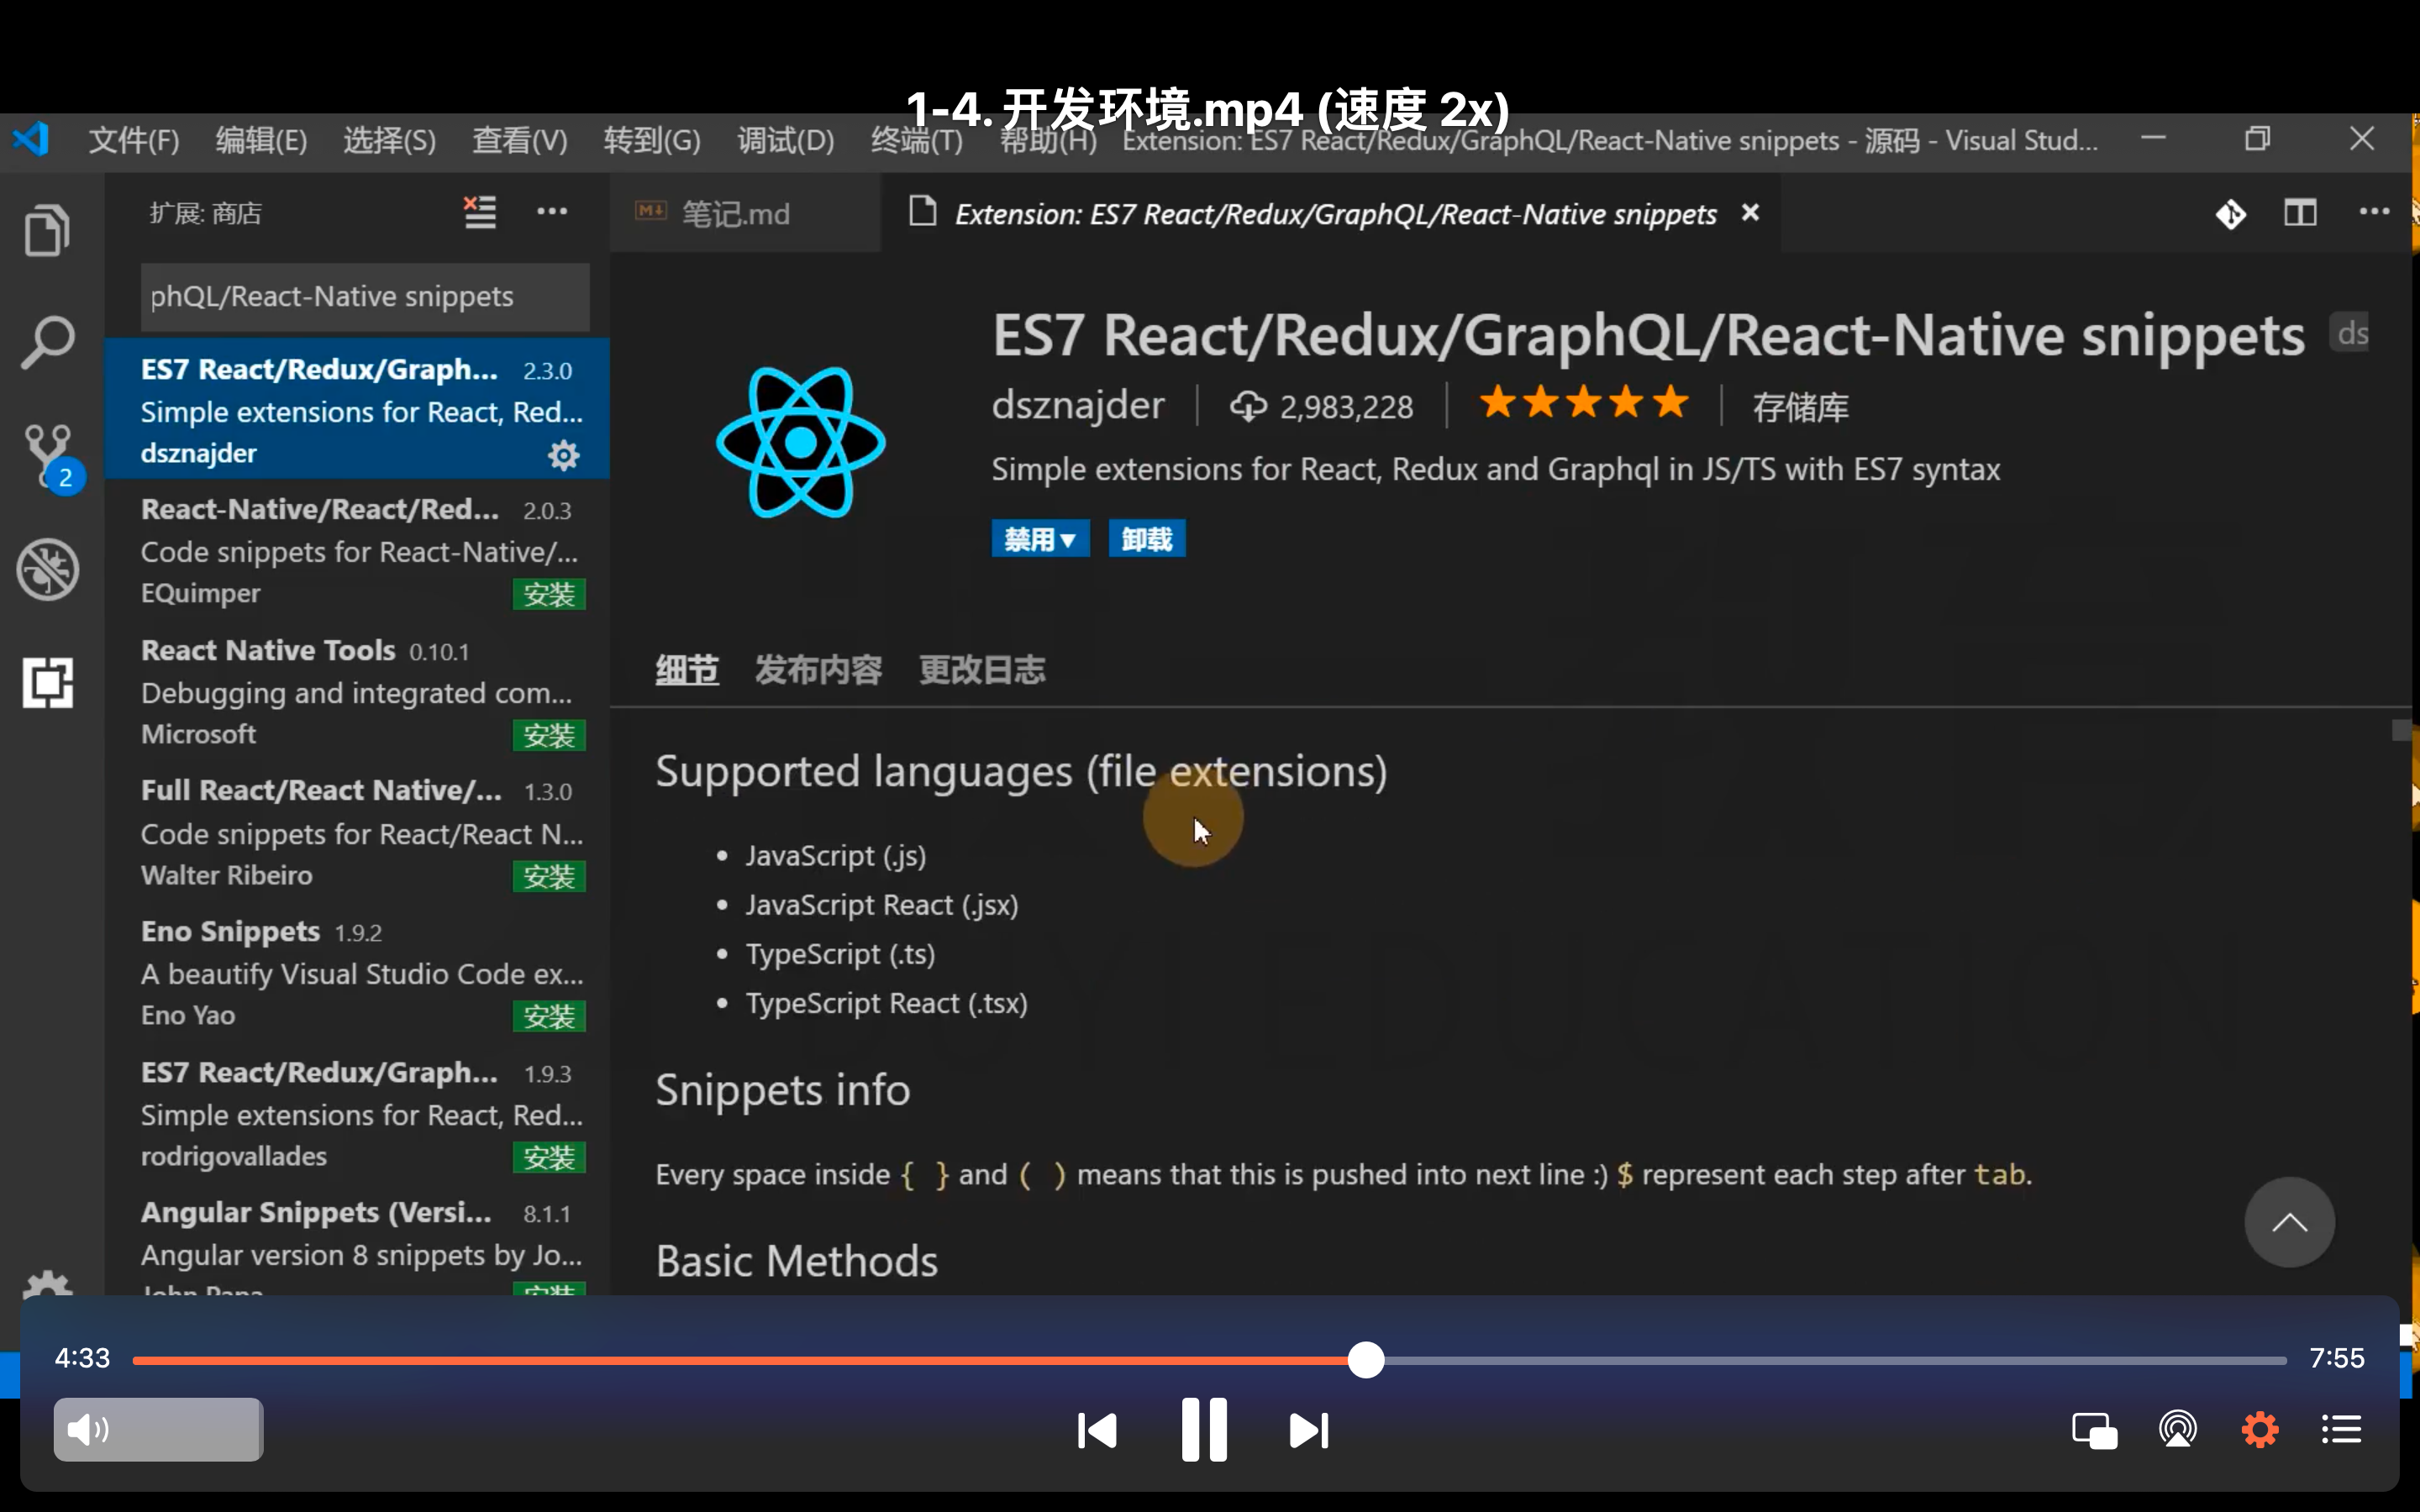 1-4. 开发环境.mp4 (速度 2x)
文件(F) 编辑(E) 选择(S) 查看(V) 转到(G) 调试(D) 终端(T) 帮助(H) Extension: ES7 React/Redux/GraphQL/React-Native snippets - 源码 - Visual Stud...
扩展: 商店
笔记.md
Extension: ES7 React/Redux/GraphQL/React-Native snippets
phQL/React-Native snippets
ES7 React/Redux/Graph... 2.3.0
Simple extensions for React, Red...
dsznajder
2
React-Native/React/Red... 2.0.3
Code snippets for React-Native/...
EQuimper 安装
React Native Tools 0.10.1
Debugging and integrated com...
Microsoft 安装
Full React/React Native/... 1.3.0
Code snippets for React/React N...
Walter Ribeiro 安装
Eno Snippets 1.9.2
A beautify Visual Studio Code ex...
Eno Yao 安装
ES7 React/Redux/Graph... 1.9.3
Simple extensions for React, Red...
rodrigovallades 安装
Angular Snippets (Versi... 8.1.1
Angular version 8 snippets by Jo...
John Papa 安装
ES7 React/Redux/GraphQL/React-Native snippets ds
dsznajder 2,983,228 存储库
Simple extensions for React, Redux and Graphql in JS/TS with ES7 syntax
禁用 卸载
细节 发布内容 更改日志
Supported languages (file extensions)
JavaScript (.js)
JavaScript React (.jsx)
TypeScript (.ts)
TypeScript React (.tsx)
Snippets info
Every space inside { } and ( ) means that this is pushed into next line :) $ represent each step after tab.
Basic Methods
4:33
7:55